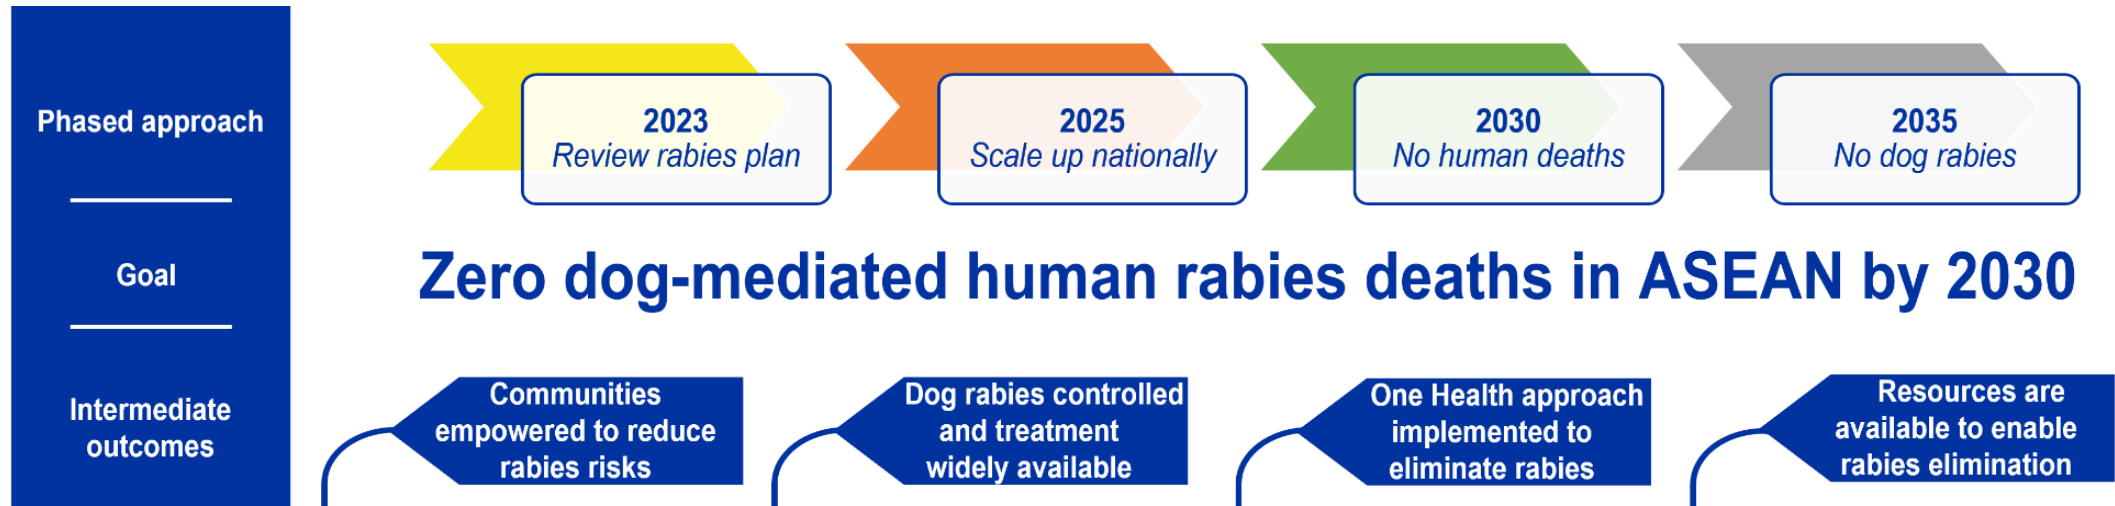 Phased approach
2023
Review rabies plan
2025
Scale up nationally
2030
No human deaths
2035
No dog rabies
Goal
Zero dog-mediated human rabies deaths in ASEAN by 2030
Intermediate
outcomes
Communities
empowered to reduce
rabies risks
Dog rabies controlled
and treatment
widely available
One Health approach
implemented to
eliminate rabies
Resources are
available to enable
rabies elimination